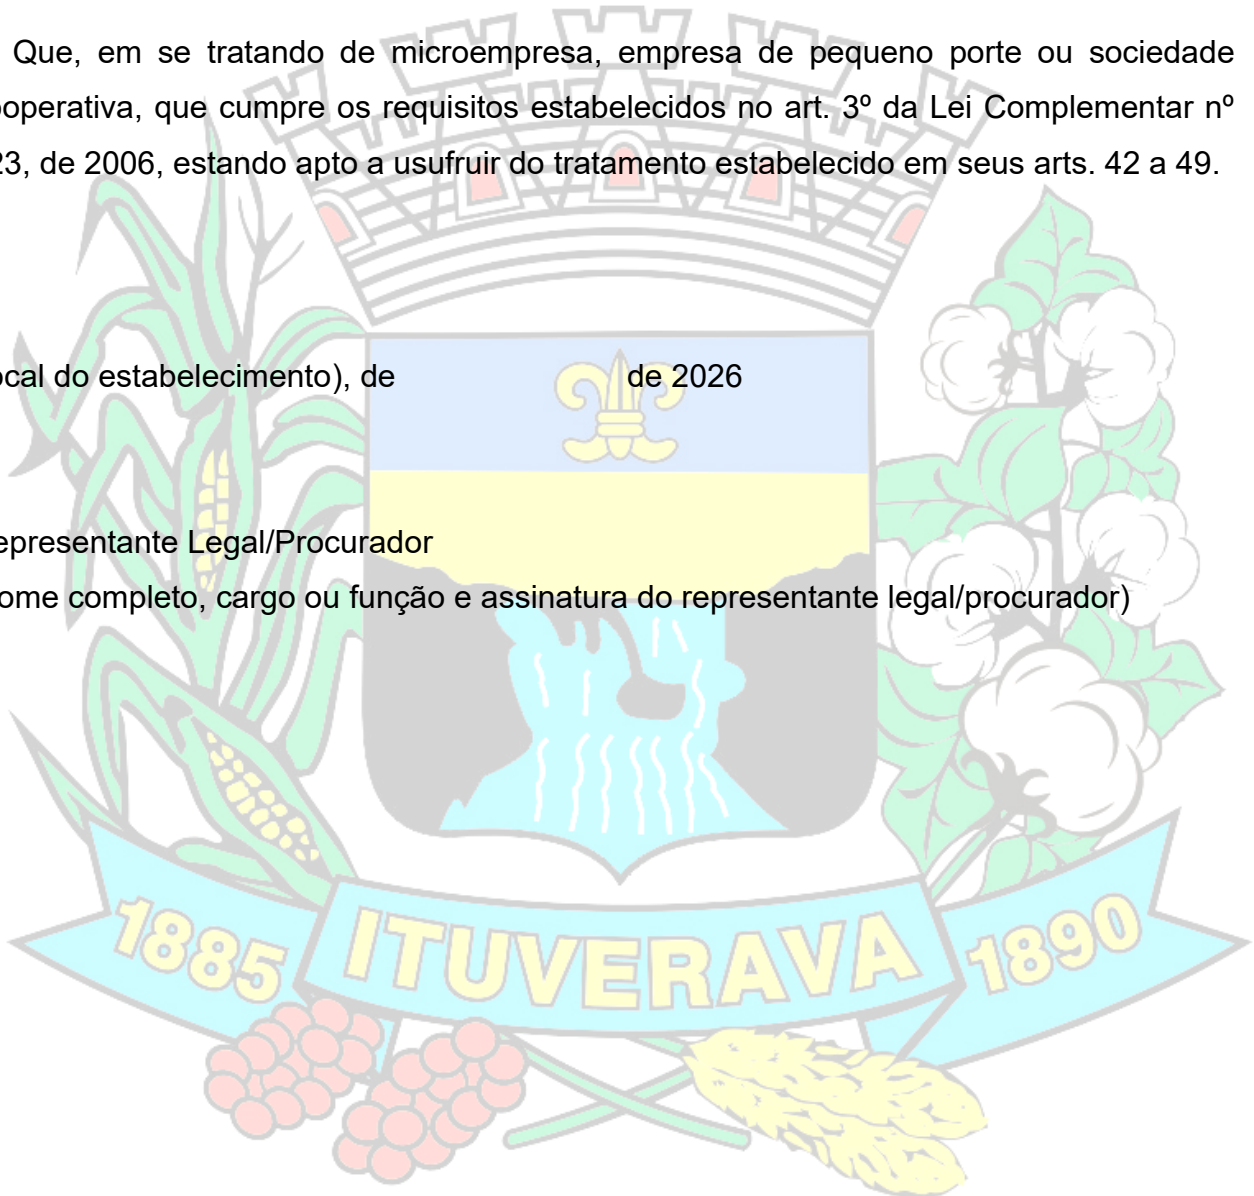 Que, em se tratando de microempresa, empresa de pequeno porte ou sociedade
ooperativa, que cumpre os requisitos estabelecidos no art. 3º da Lei Complementar nº
23, de 2006, estando apto a usufruir do tratamento estabelecido em seus arts. 42 a 49.
ocal do estabelecimento), de de 2026
epresentante Legal/Procurador
ome completo, cargo ou função e assinatura do representante legal/procurador)
1885 ITUVERAVA 1890